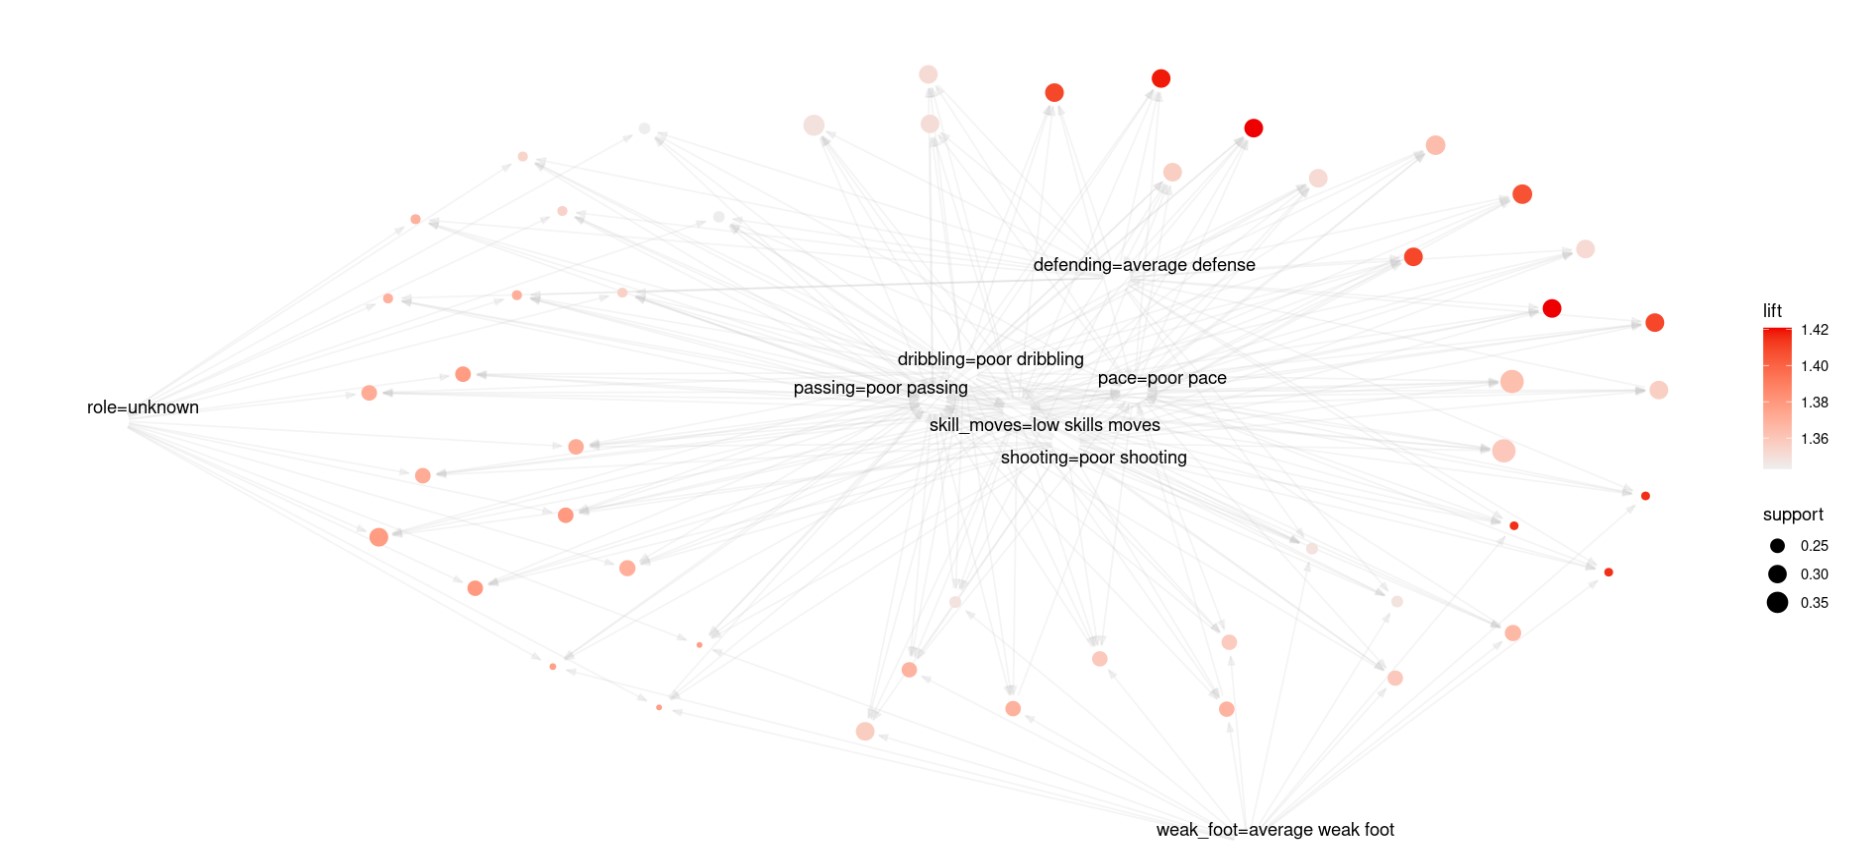 defending=average defense
lift
1.42
dribbling=poor dribbling
1.40
passing=poor passing
pace=poor pace
1.38
role=unknown
skill_moves=low skills moves
1.36
shooting=poor shooting
support
0.25
0.30
0.35
weak_foot=average weak foot